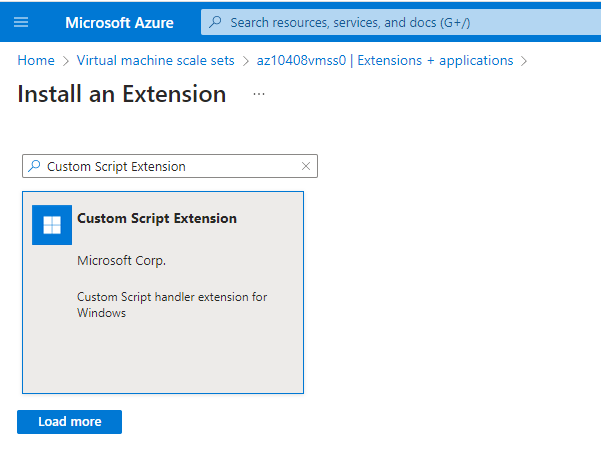 Microsoft Azure
Search resources, services, and docs (G+/)
Home > Virtual machine scale sets > az10408vmss0 | Extensions + applications >
Install an Extension ...
Custom Script Extension
Custom Script Extension
Microsoft Corp.
Custom Script handler extension for
Windows
Load more